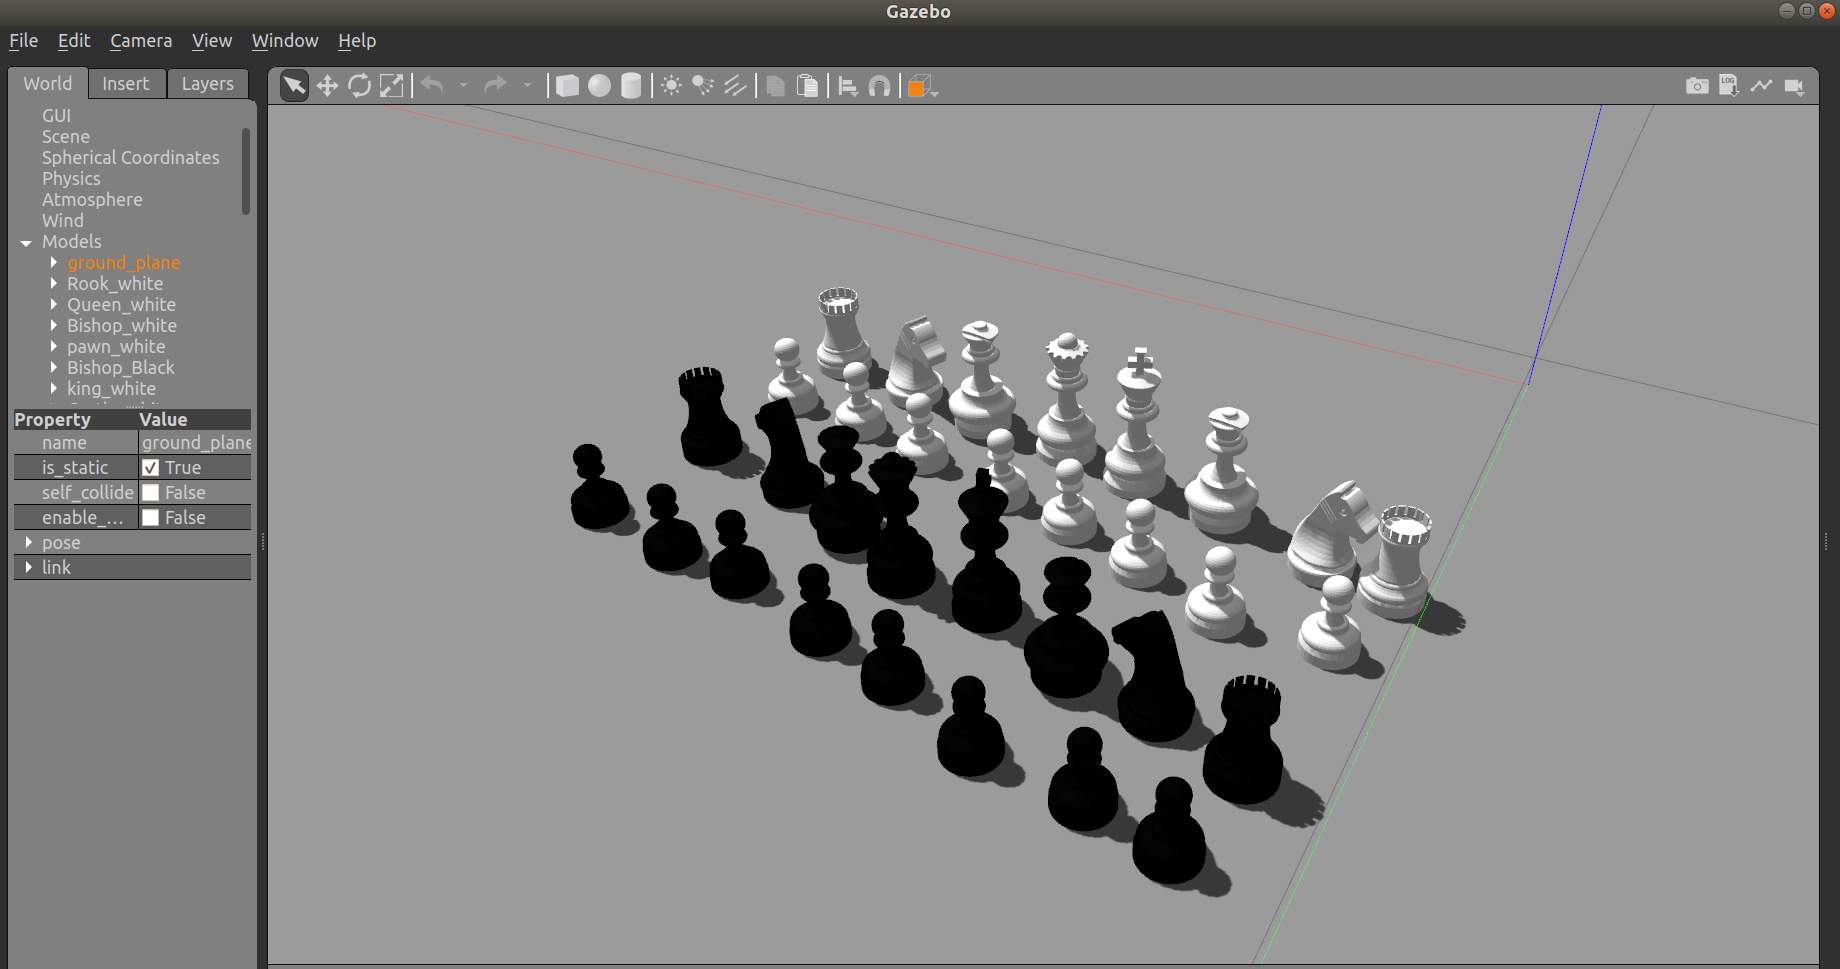 Gazebo
File Edit Camera View Window Help
World Insert Layers
LOG
GUI
Scene
Spherical Coordinates
Physics
Atmosphere
Wind
Models
ground_plane
Rook_white
Queen_white
Bishop_white
pawn_white
Bishop_Black
king_white
Property Value
name ground_plane
is_static True
self_collide False
enable_... False
pose
link